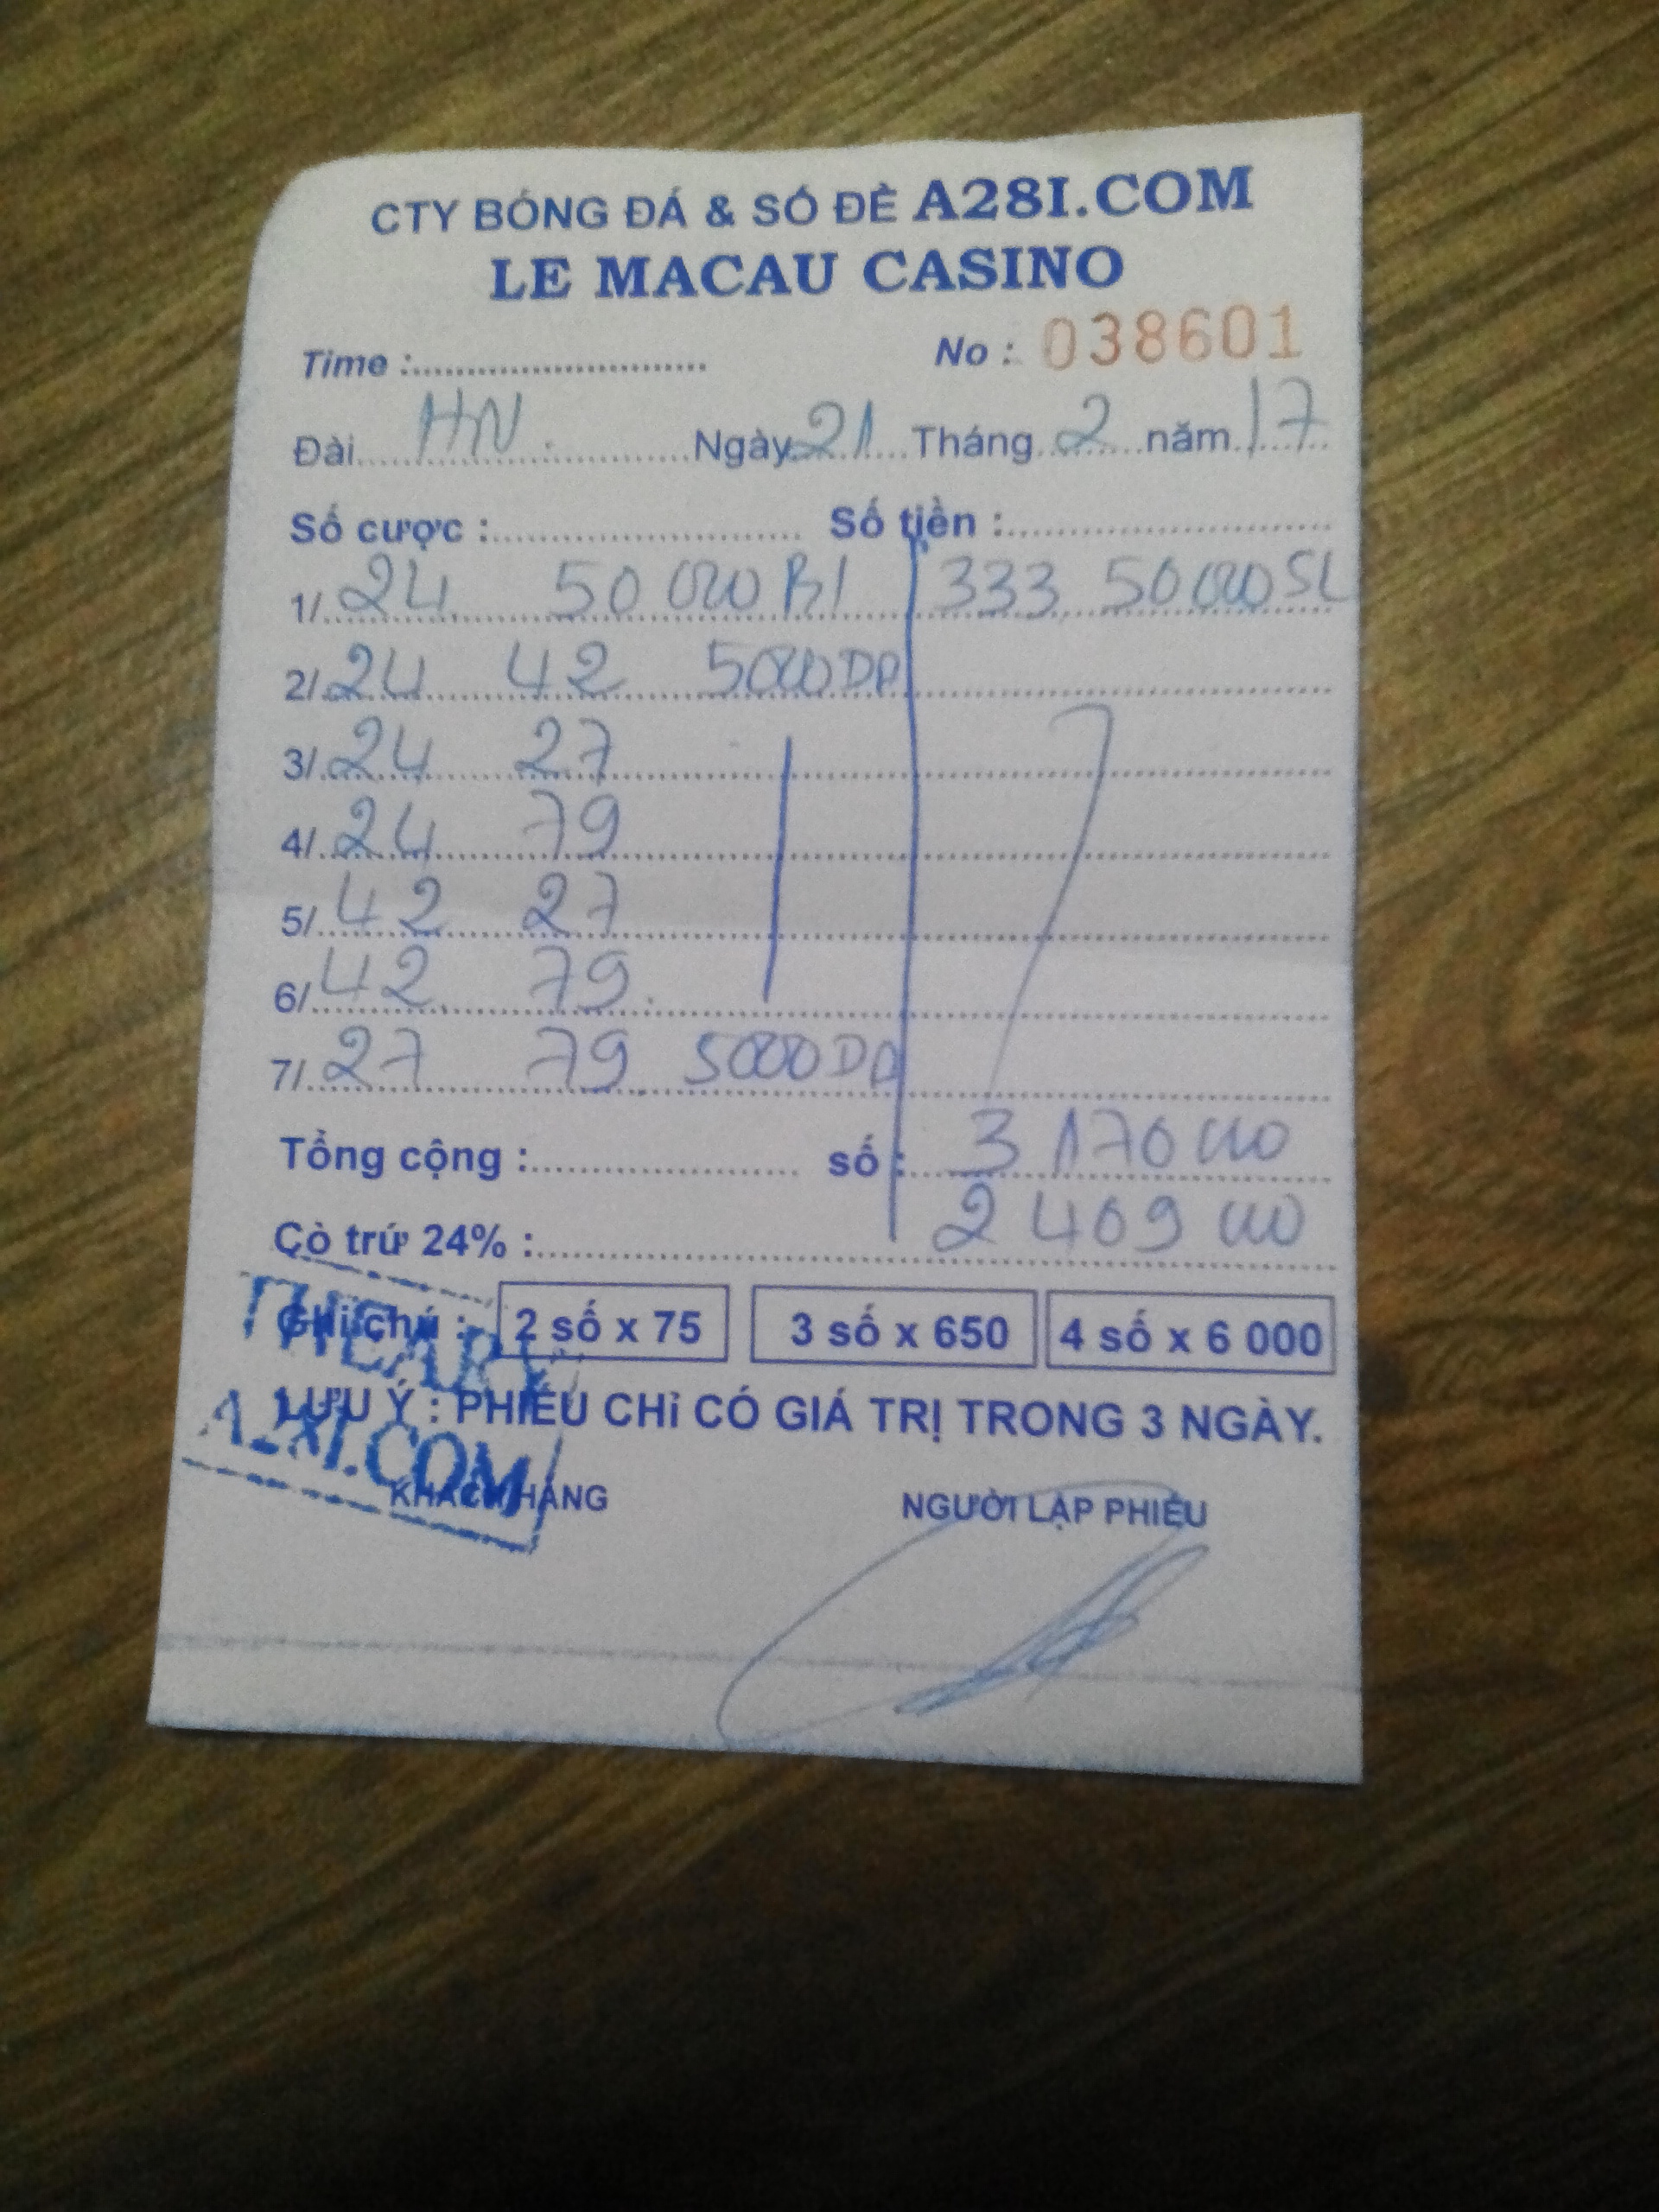 CTY BÓNG ĐÁ & SỐ ĐỀ A28I.COM
LE MACAU CASINO
Time :........................... No : 038601
Đài HN Ngày 21 Tháng 2 năm 17
Số cược :........................... Số tiền :...........................
1/ 24 50 000 Bl 333 50 000 SL
2/ 24 42 5000 DA
3/ 24 27
4/ 24 79
5/ 42 27
6/ 42 79
7/ 27 79 5000 DA
Tổng cộng :........................... số : 3 170 000
Cò trứ 24% : 2 409 000
Ghi chú : 2 số x 75 3 số x 650 4 số x 6 000
LƯU Ý : PHIẾU CHỉ CÓ GIÁ TRỊ TRONG 3 NGÀY.
A28I.COM
KHÁCH HÀNG NGƯỜI LẬP PHIẾU